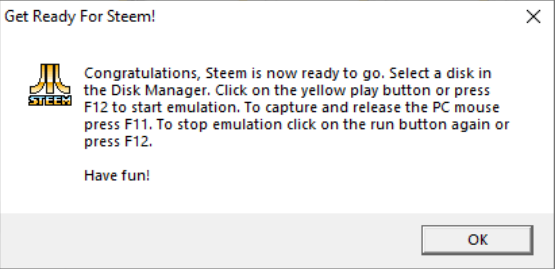 Get Ready For Steem!
Congratulations, Steem is now ready to go. Select a disk in
the Disk Manager. Click on the yellow play button or press
F12 to start emulation. To capture and release the PC mouse
press F11. To stop emulation click on the run button again or
press F12.
STEEM
Have fun!
OK